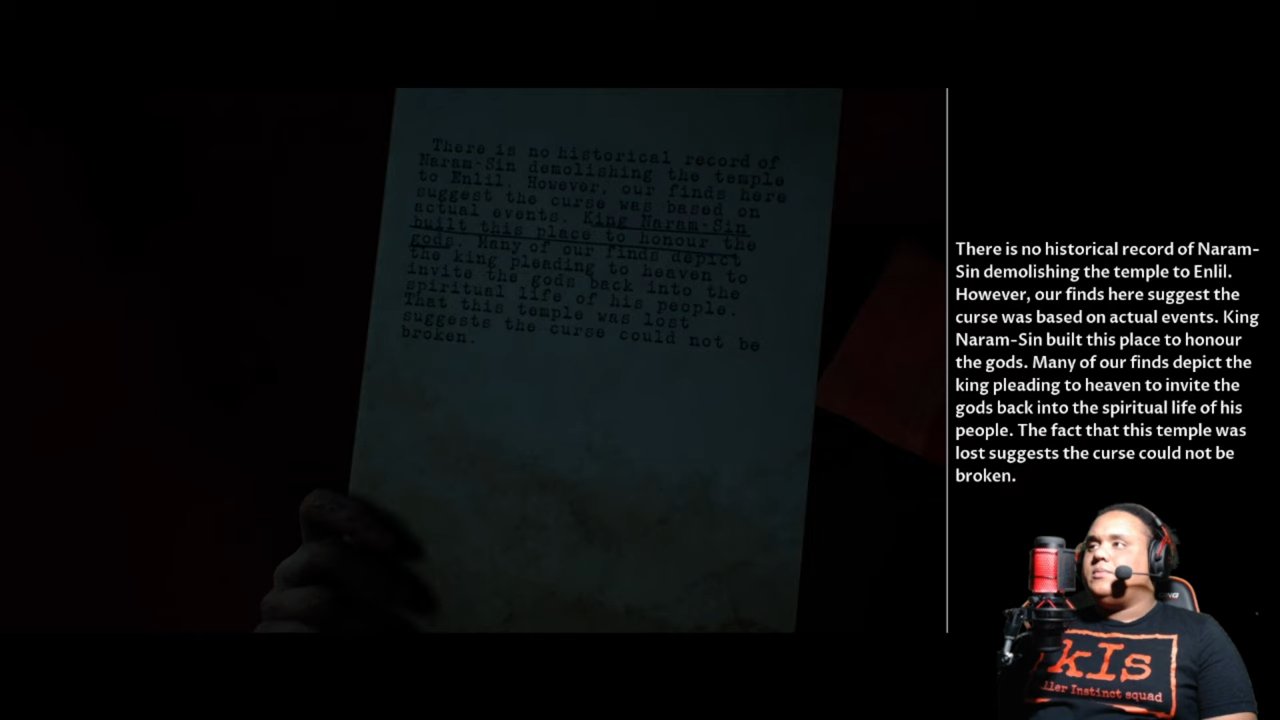 There is no historical record of
Naram-Sin demolishing the temple
to Enlil. However, our finds here
suggest the curse was based on
actual events. King Naram-Sin
built this place to honour the
gods. Many of our finds depict
the king pleading to heaven to
invite the gods back into the
spiritual life of his people.
That this temple was lost
suggests the curse could not be
broken.
There is no historical record of Naram-
Sin demolishing the temple to Enlil.
However, our finds here suggest the
curse was based on actual events. King
Naram-Sin built this place to honour
the gods. Many of our finds depict the
king pleading to heaven to invite the
gods back into the spiritual life of his
people. The fact that this temple was
lost suggests the curse could not be
broken.
kIs
ller Instinct squad